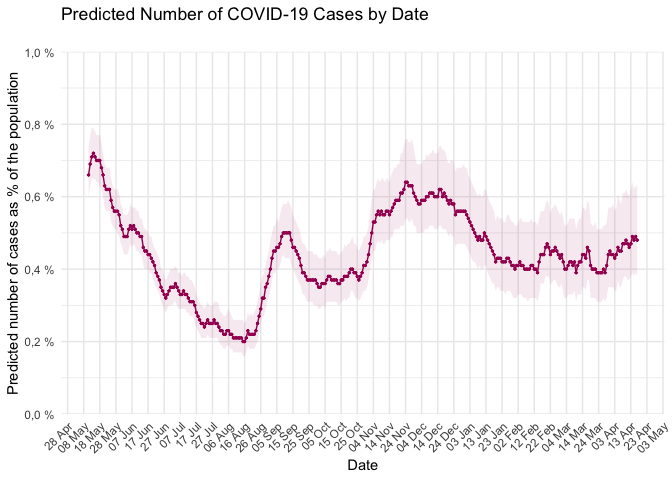 Predicted Number of COVID-19 Cases by Date
Predicted number of cases as % of the population
1,0 %
0,8 %
0,6 %
0,4 %
0,2 %
0,0 %
28 Apr
08 May
18 May
28 May
07 Jun
17 Jun
27 Jun
07 Jul
17 Jul
27 Jul
06 Aug
16 Aug
26 Aug
05 Sep
15 Sep
25 Sep
05 Oct
15 Oct
25 Oct
04 Nov
14 Nov
24 Nov
04 Dec
14 Dec
24 Dec
03 Jan
13 Jan
23 Jan
02 Feb
12 Feb
22 Feb
04 Mar
14 Mar
24 Mar
03 Apr
13 Apr
23 Apr
03 May
Date